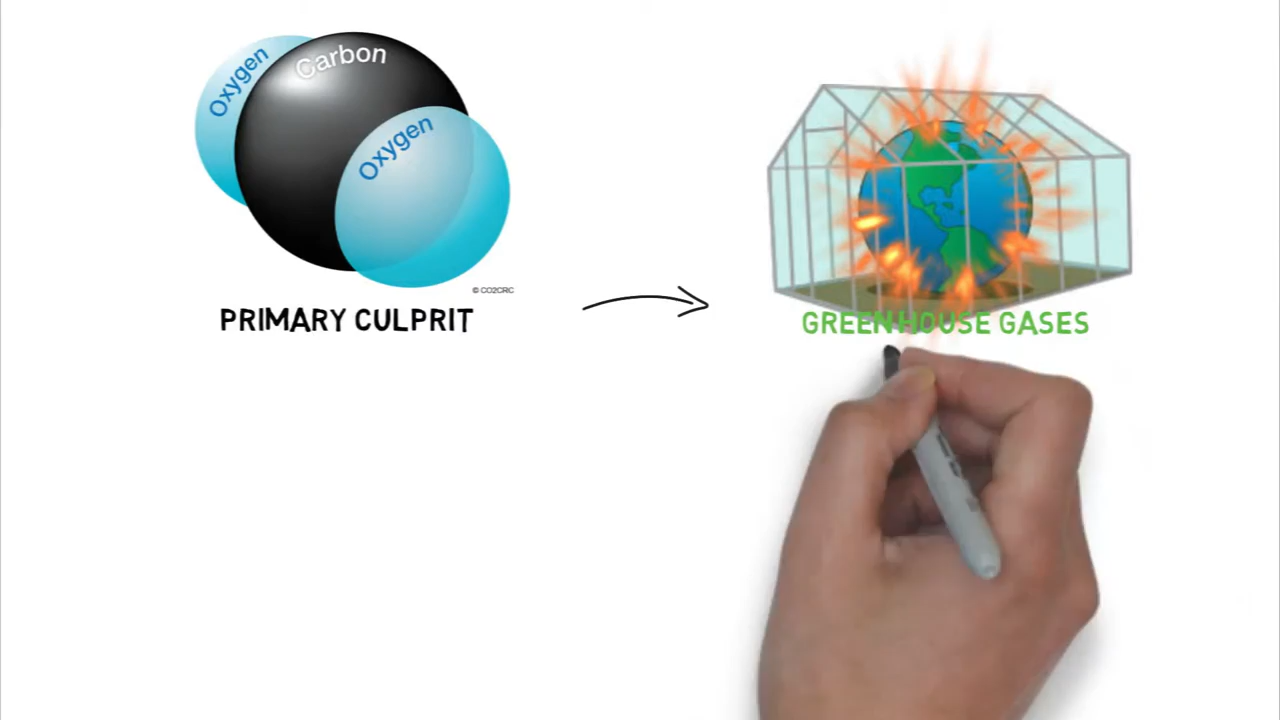 Oxygen
Carbon
Oxygen
© CO2CRC
PRIMARY CULPRIT
GREENHOUSE GASES